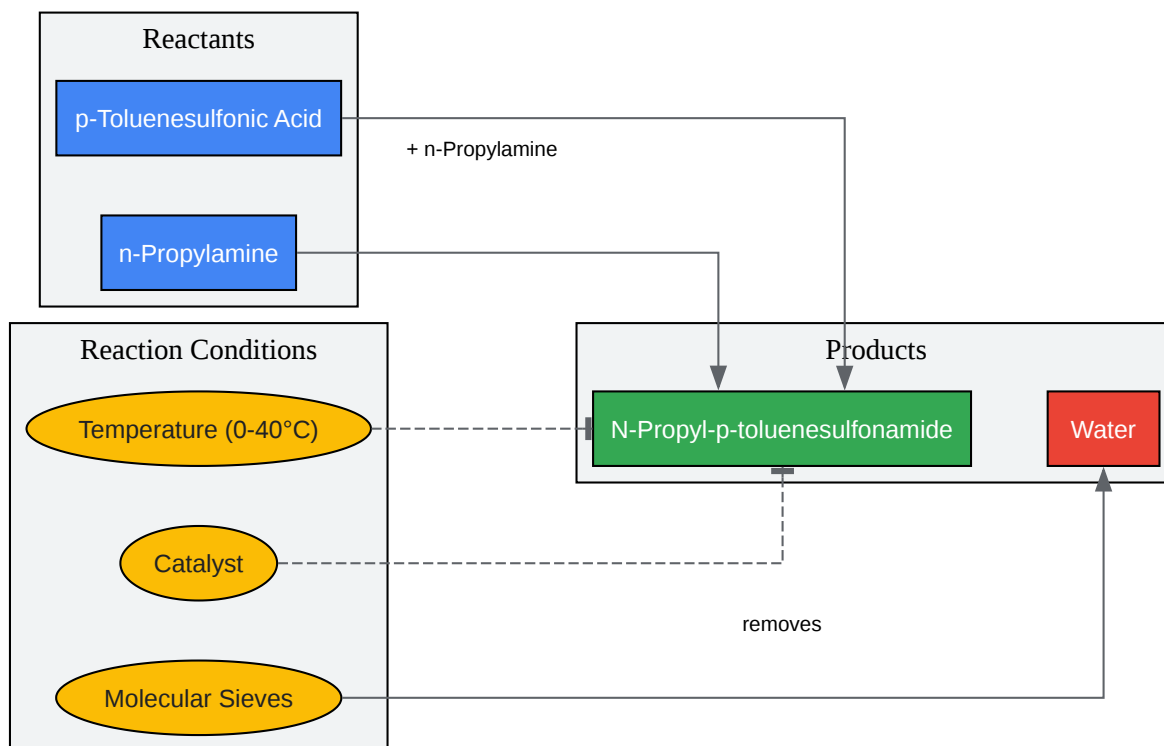 Reactants
p-Toluenesulfonic Acid
+ n-Propylamine
n-Propylamine
Reaction Conditions
Products
Temperature (0-40°C)
N-Propyl-p-toluenesulfonamide
Water
Catalyst
removes
Molecular Sieves